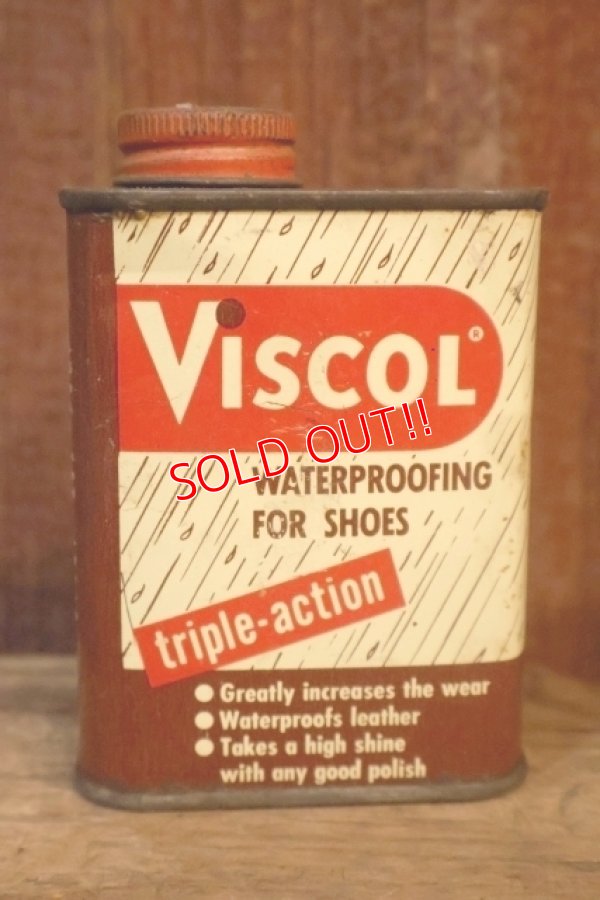 VISCOL®
SOLD OUT!!
WATERPROOFING
FOR SHOES
triple-action
● Greatly increases the wear
● Waterproofs leather
● Takes a high shine
with any good polish